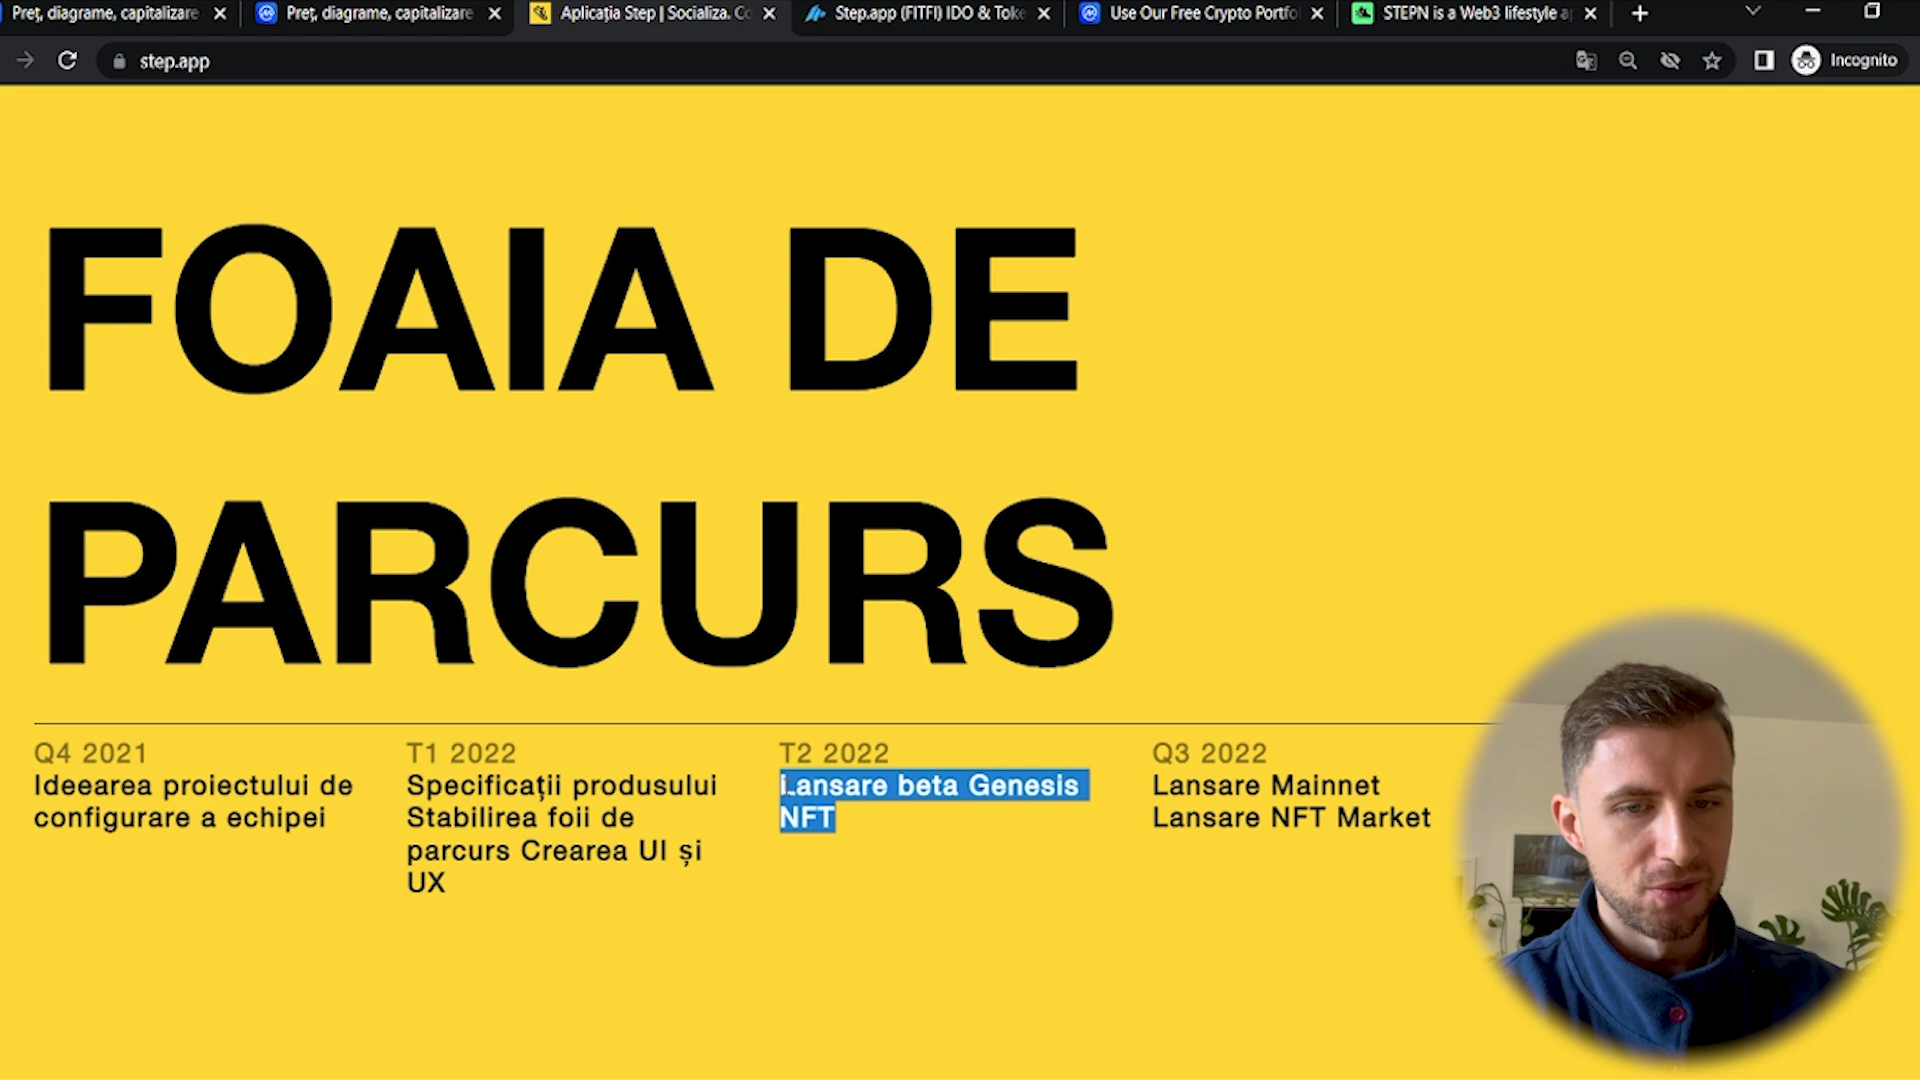 Preț, diagrame, capitalizare
Preț, diagrame, capitalizare
Aplicația Step | Socializa. Co
Step.app (FITFI) IDO & Toke
Use Our Free Crypto Portfo
STEPN is a Web3 lifestyle a
step.app
Incognito
FOAIA DE
PARCURS
Q4 2021
Ideearea proiectului de
configurare a echipei
T1 2022
Specificații produsului
Stabilirea foii de
parcurs Crearea UI și
UX
T2 2022
Lansare beta Genesis
NFT
Q3 2022
Lansare Mainnet
Lansare NFT Market